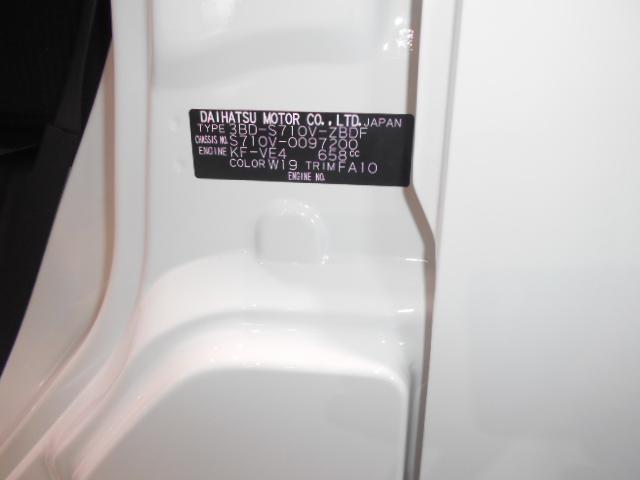 DAIHATSU MOTOR CO., LTD. JAPAN
TYPE 3BD-S710V-ZBDF
CHASSIS NO. S710V-0097200
ENGINE KF-VE4 658cc
COLOR W19 TRIM FA10
ENGINE NO.